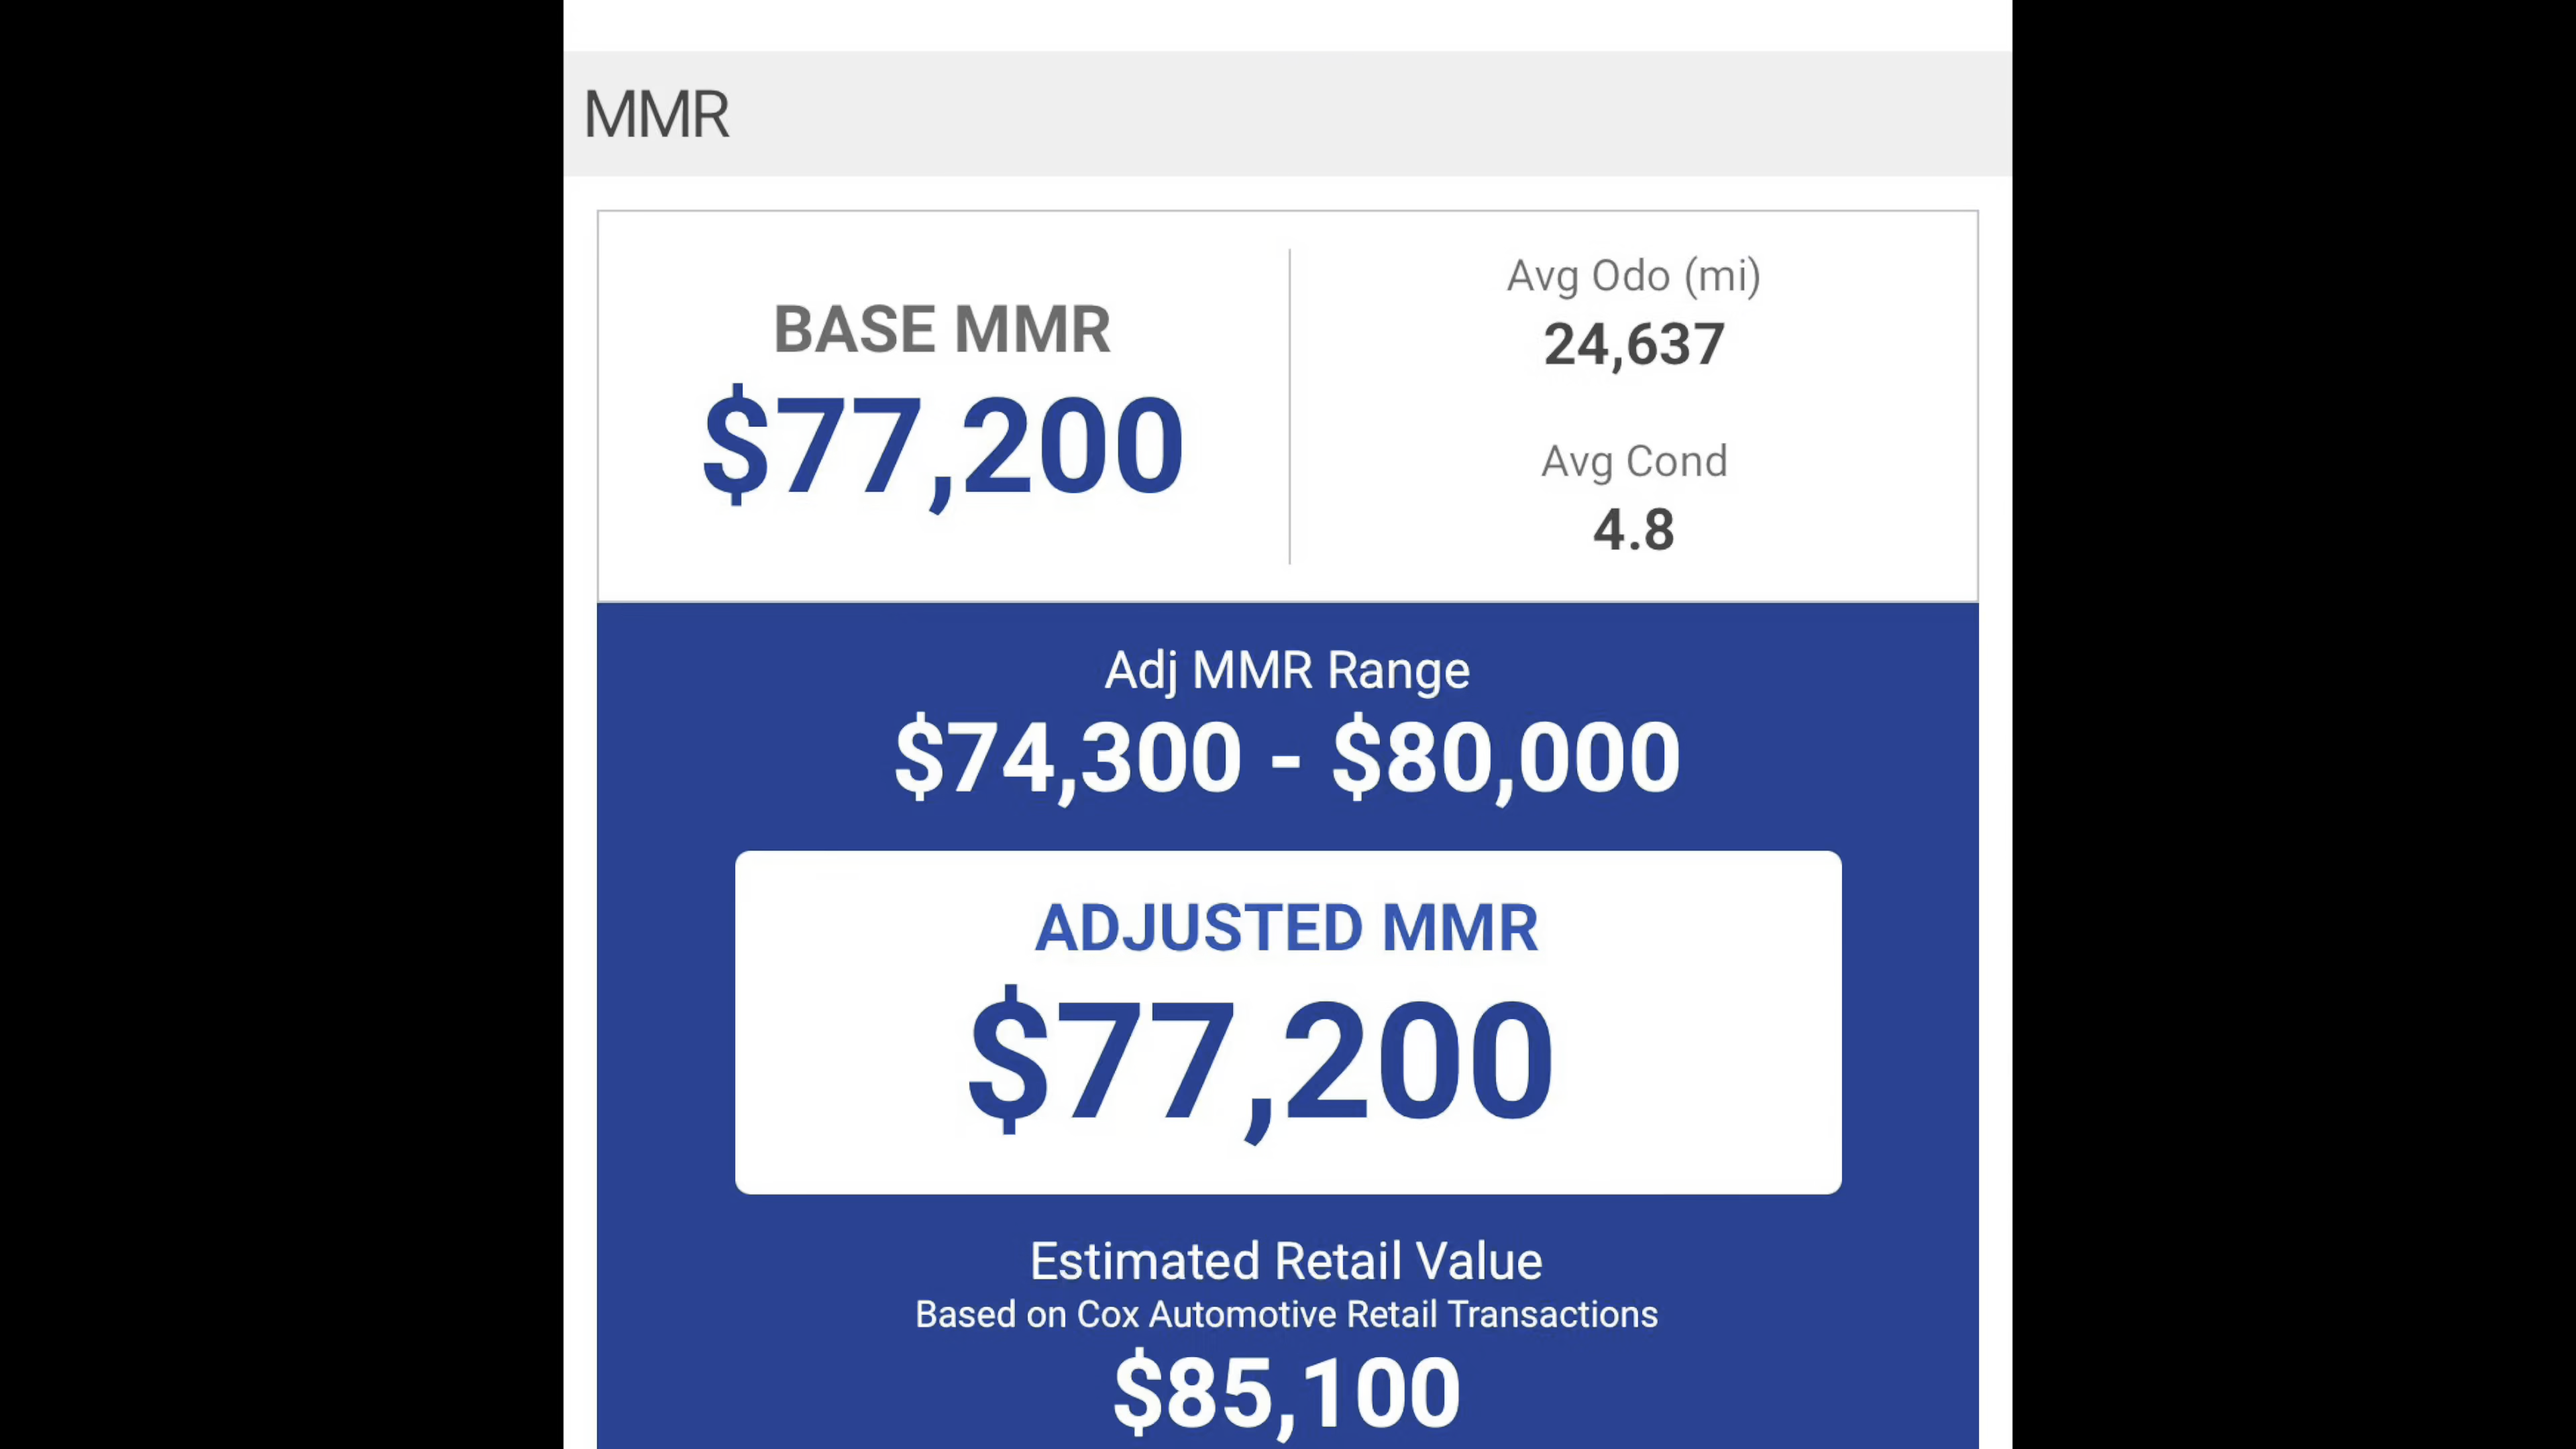 MMR
BASE MMR
$77,200
Avg Odo (mi)
24,637
Avg Cond
4.8
Adj MMR Range
$74,300 - $80,000
ADJUSTED MMR
$77,200
Estimated Retail Value
Based on Cox Automotive Retail Transactions
$85,100